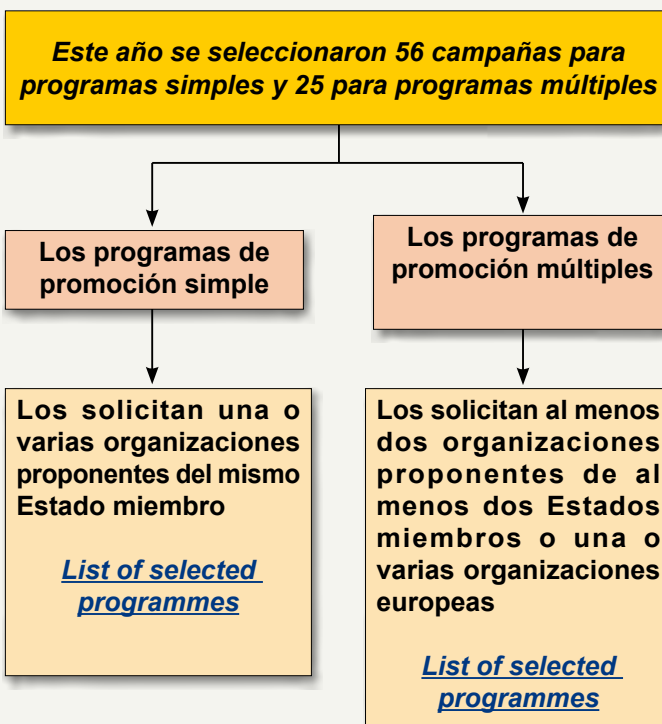 Este año se seleccionaron 56 campañas para
programas simples y 25 para programas múltiples
Los programas de
promoción simple
Los solicitan una o
varias organizaciones
proponentes del mismo
Estado miembro
List of selected
programmes
Los programas de
promoción múltiples
Los solicitan al menos
dos organizaciones
proponentes de al
menos dos Estados
miembros o una o
varias organizaciones
europeas
List of selected
programmes